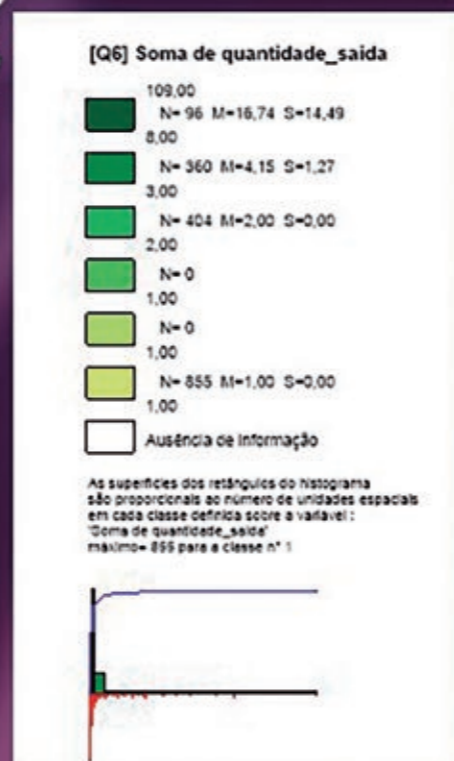 [Q6] Soma de quantidade_saida
109,00
N= 96 M=16,74 S=14,49
8,00
N= 360 M=4,15 S=1,27
3,00
N= 404 M=2,00 S=0,00
2,00
N= 0
1,00
N= 0
1,00
N= 855 M=1,00 S=0,00
1,00
Ausência de Informação
As superficies dos retângulos do histograma
são proporcionais ao número de unidades espaciais
em cada classe definida sobre a variavel :
'Soma de quantidade_saida'
máximo= 855 para a classe n° 1